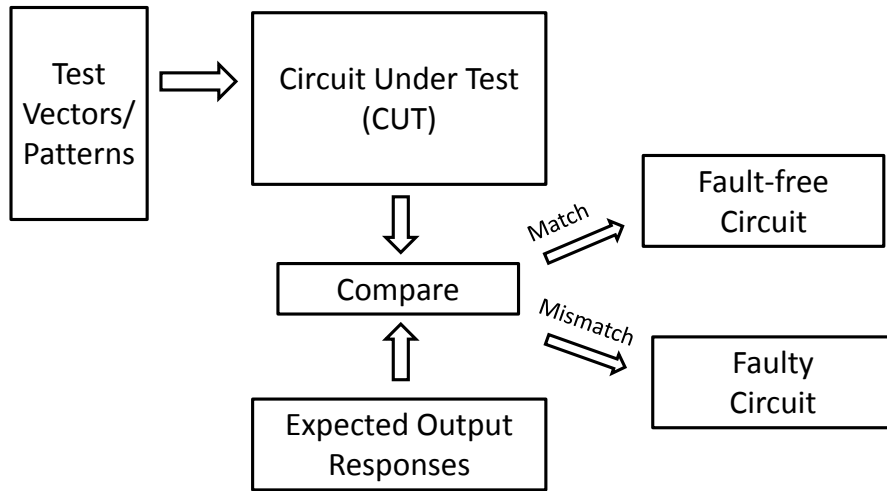 Test
Vectors/
Patterns
Circuit Under Test
(CUT)
Match
Fault-free
Circuit
Compare
Mismatch
Faulty
Circuit
Expected Output
Responses